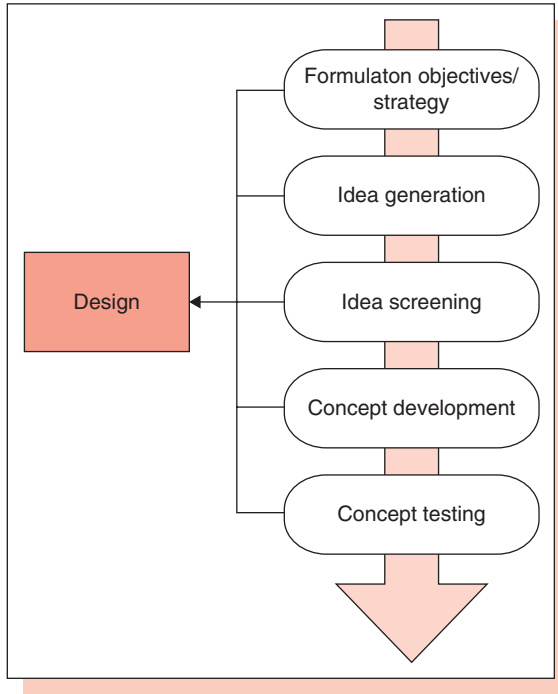 Formulaton objectives/
strategy
Idea generation
Design
Idea screening
Concept development
Concept testing